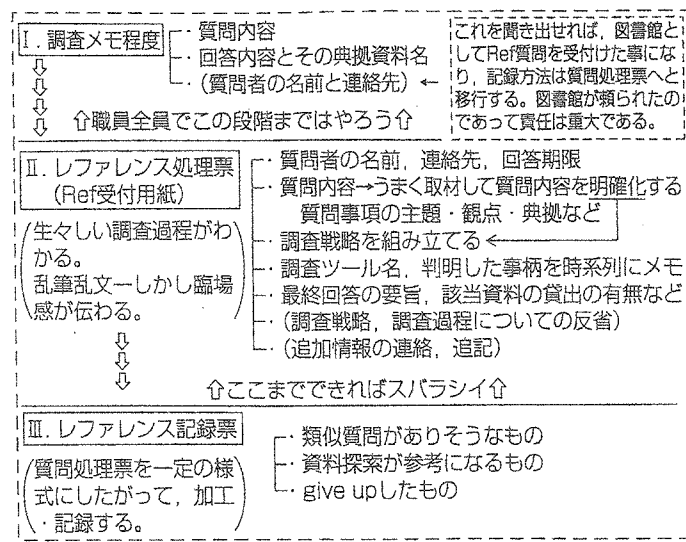 Ⅰ. 調査メモ程度
・質問内容
・回答内容とその典拠資料名
・(質問者の名前と連絡先)←
これを聞き出せれば,図書館と
してRef質問を受付けた事にな
り,記録方法は質問処理票へと
移行する。図書館が頼られたの
であって責任は重大である。
⇩
⇩
⇩
⇩
⇧職員全員でこの段階まではやろう⇧
Ⅱ. レファレンス処理票
(Ref受付用紙)
(生々しい調査過程がわ
かる。
乱筆乱文―しかし臨場
感が伝わる。)
・質問者の名前,連絡先,回答期限
・質問内容→うまく取材して質問内容を明確化する
質問事項の主題・観点・典拠など
・調査戦略を組み立てる←
・調査ツール名,判明した事柄を時系列にメモ
・最終回答の要旨,該当資料の貸出の有無など
・(調査戦略,調査過程についての反省)
・(追加情報の連絡,追記)
⇩
⇩
⇩
⇧ここまでできればスバラシイ⇧
Ⅲ. レファレンス記録票
(質問処理票を一定の様
式にしたがって,加工
・記録する。)
・類似質問がありそうなもの
・資料探索が参考になるもの
・give upしたもの